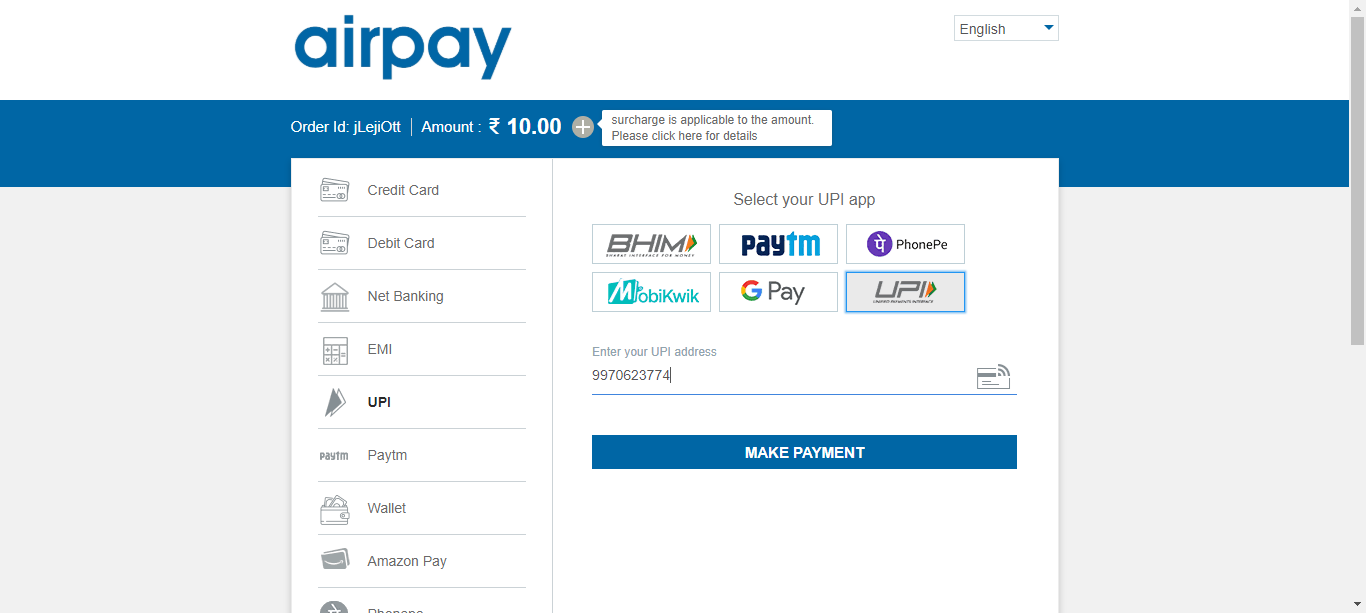 airpay
English
Order Id: jLejiOtt
Amount : ₹ 10.00
surcharge is applicable to the amount.
Please click here for details
Credit Card
Debit Card
Net Banking
EMI
UPI
Paytm
Paytm
Wallet
Amazon Pay
Phonepe
Select your UPI app
BHIM
BHARAT INTERFACE FOR MONEY
Paytm
पे PhonePe
MobiKwik
G Pay
UPI
UNIFIED PAYMENTS INTERFACE
Enter your UPI address
9970623774
MAKE PAYMENT